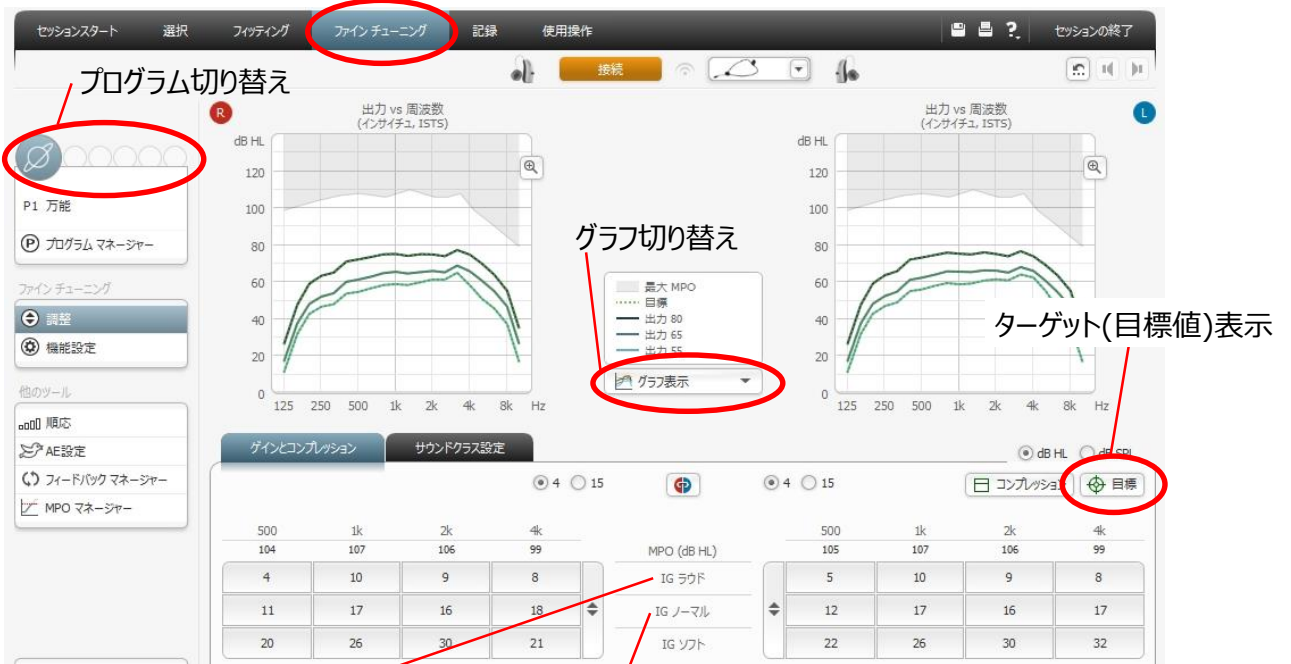 セッションスタート 選択 フィッティング ファイン チューニング 記録 使用操作 ? セッションの終了
接続
プログラム切り替え
R 出力 vs 周波数 (インサイチュ, ISTS)
出力 vs 周波数 (インサイチュ, ISTS) L
dB HL
120
100
80
60
40
20
0
125 250 500 1k 2k 4k 8k Hz
dB HL
120
100
80
60
40
20
0
125 250 500 1k 2k 4k 8k Hz
P1 万能
P プログラム マネージャー
ファイン チューニング
調整
機能設定
他のツール
順応
AE設定
フィードバック マネージャー
MPO マネージャー
グラフ切り替え
最大 MPO
目標
出力 80
出力 65
出力 55
グラフ表示
ターゲット(目標値)表示
ゲインとコンプレッション サウンドクラス設定
dB HL dB SPL
4 15 4 15 コンプレッション 目標
500 1k 2k 4k 500 1k 2k 4k
104 107 106 99 MPO (dB HL) 105 107 106 99
4 10 9 8 IG ラウド 5 10 9 8
11 17 16 18 IG ノーマル 12 17 16 17
20 26 30 21 IG ソフト 22 26 30 32